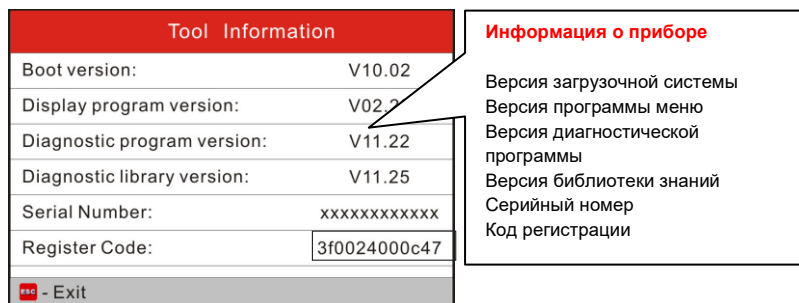 Tool Information
Boot version: V10.02
Display program version: V02.2
Diagnostic program version: V11.22
Diagnostic library version: V11.25
Serial Number: xxxxxxxxxxxx
Register Code: 3f0024000c47
ESC - Exit
Информация о приборе
Версия загрузочной системы
Версия программы меню
Версия диагностической
программы
Версия библиотеки знаний
Серийный номер
Код регистрации